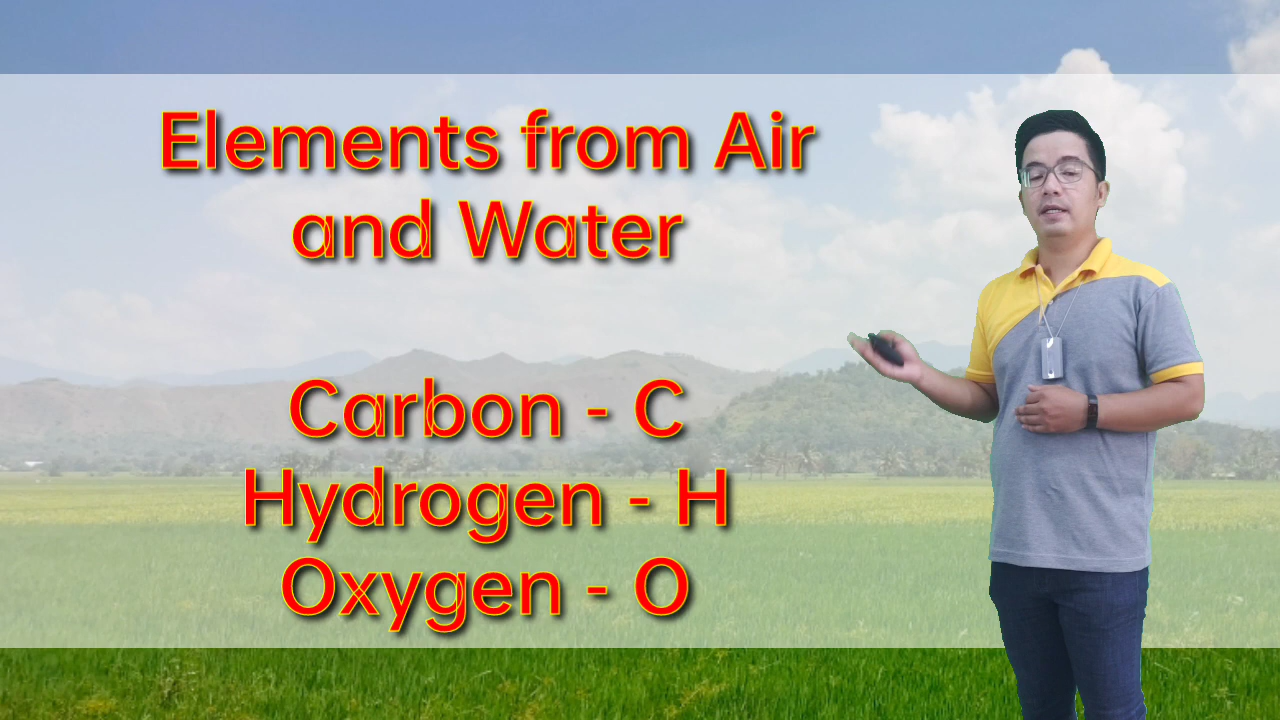 Elements from Air
and Water
Carbon - C
Hydrogen - H
Oxygen - O